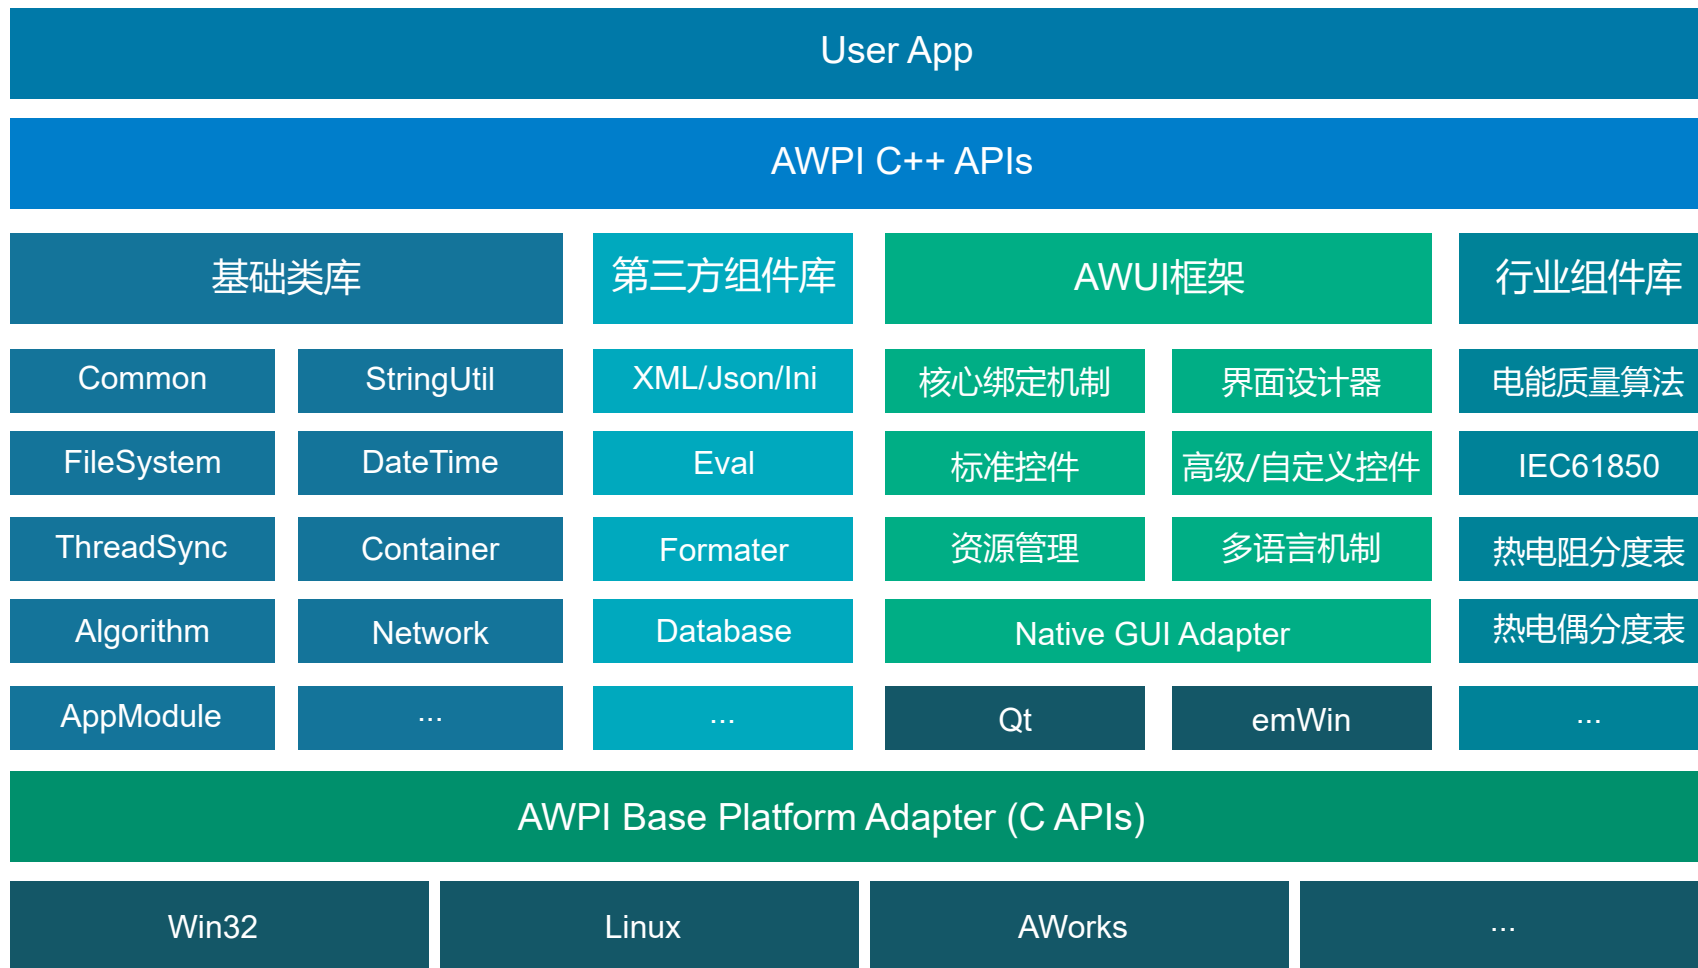 User App
AWPI C++ APIs
基础类库
第三方组件库
AWUI框架
行业组件库
Common
StringUtil
XML/Json/Ini
核心绑定机制
界面设计器
电能质量算法
FileSystem
DateTime
Eval
标准控件
高级/自定义控件
IEC61850
ThreadSync
Container
Formater
资源管理
多语言机制
热电阻分度表
Algorithm
Network
Database
Native GUI Adapter
热电偶分度表
AppModule
...
...
Qt
emWin
...
AWPI Base Platform Adapter (C APIs)
Win32
Linux
AWorks
...